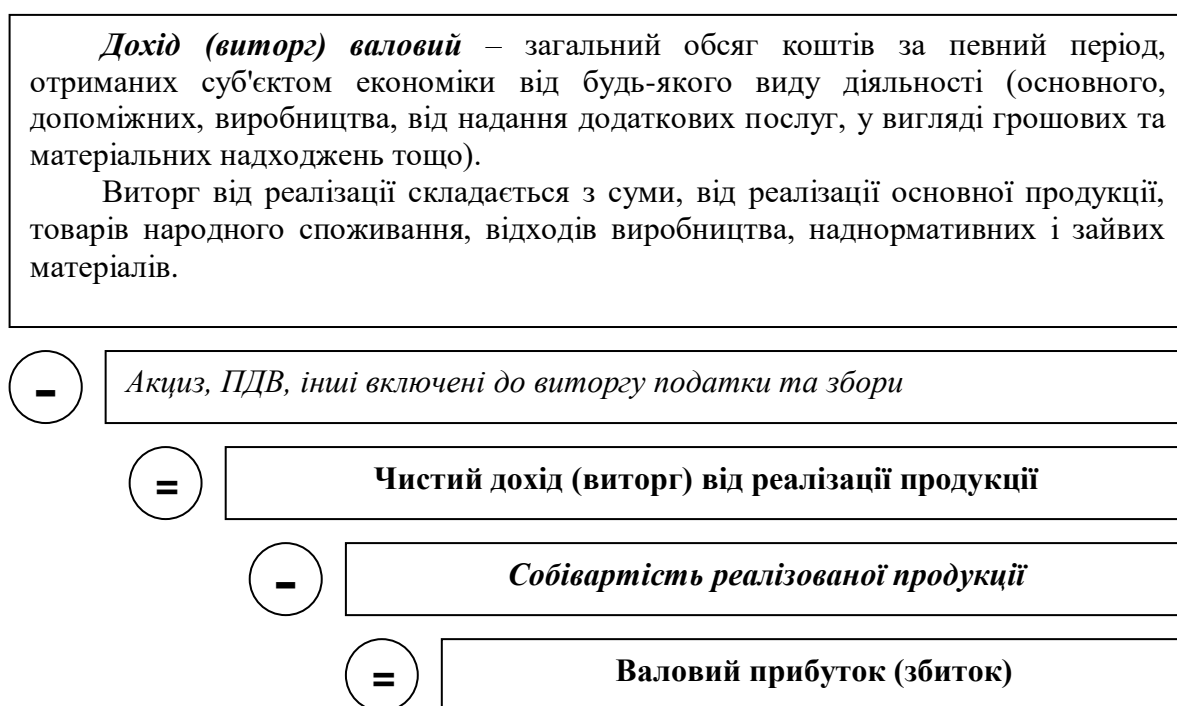 Дохід (виторг) валовий – загальний обсяг коштів за певний період,
отриманих суб'єктом економіки від будь-якого виду діяльності (основного,
допоміжних, виробництва, від надання додаткових послуг, у вигляді грошових та
матеріальних надходжень тощо).
Виторг від реалізації складається з суми, від реалізації основної продукції,
товарів народного споживання, відходів виробництва, наднормативних і зайвих
матеріалів.
- Акциз, ПДВ, інші включені до виторгу податки та збори
= Чистий дохід (виторг) від реалізації продукції
- Собівартість реалізованої продукції
= Валовий прибуток (збиток)